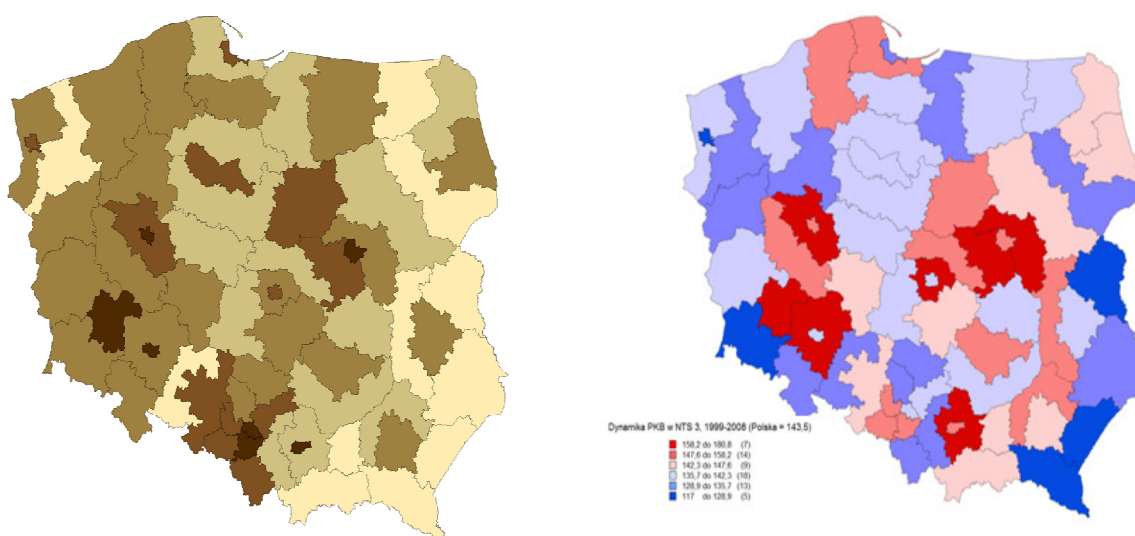 Dynamika PKB w NTS 3, 1999-2008 (Polska = 143,5)
158,2 do 180,8 (7)
147,6 do 158,2 (14)
142,3 do 147,6 (9)
135,7 do 142,3 (18)
128,9 do 135,7 (13)
117 do 128,9 (5)